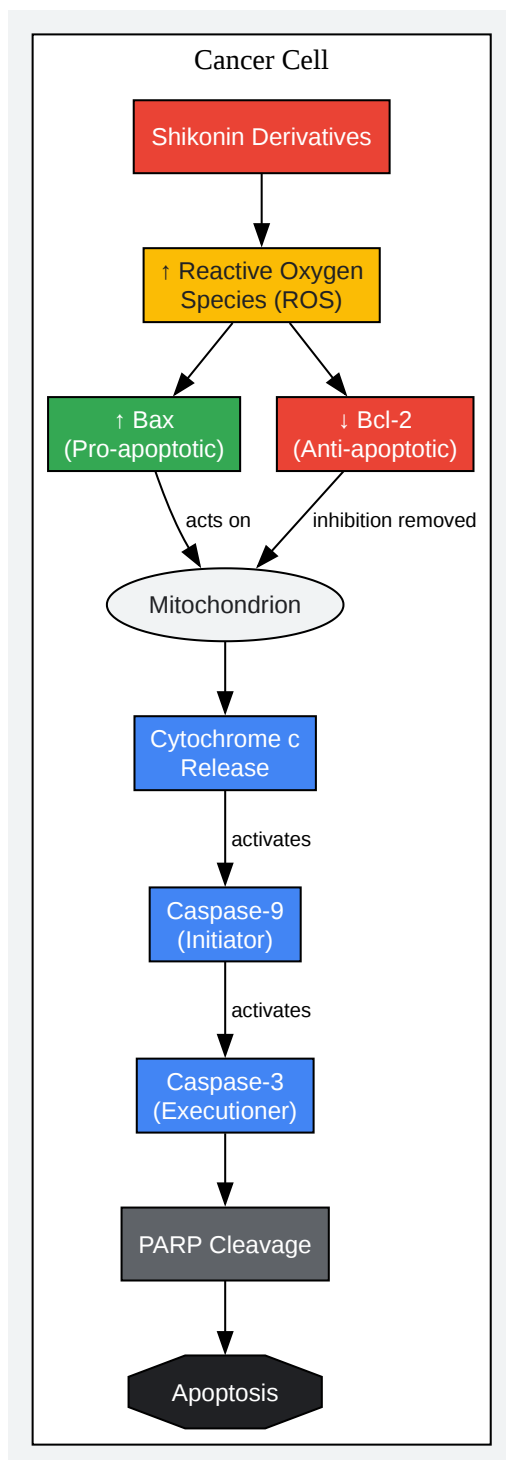 Cancer Cell
Shikonin Derivatives
↑ Reactive Oxygen
Species (ROS)
↑ Bax
(Pro-apoptotic)
↓ Bcl-2
(Anti-apoptotic)
acts on
inhibition removed
Mitochondrion
Cytochrome c
Release
activates
Caspase-9
(Initiator)
activates
Caspase-3
(Executioner)
PARP Cleavage
Apoptosis